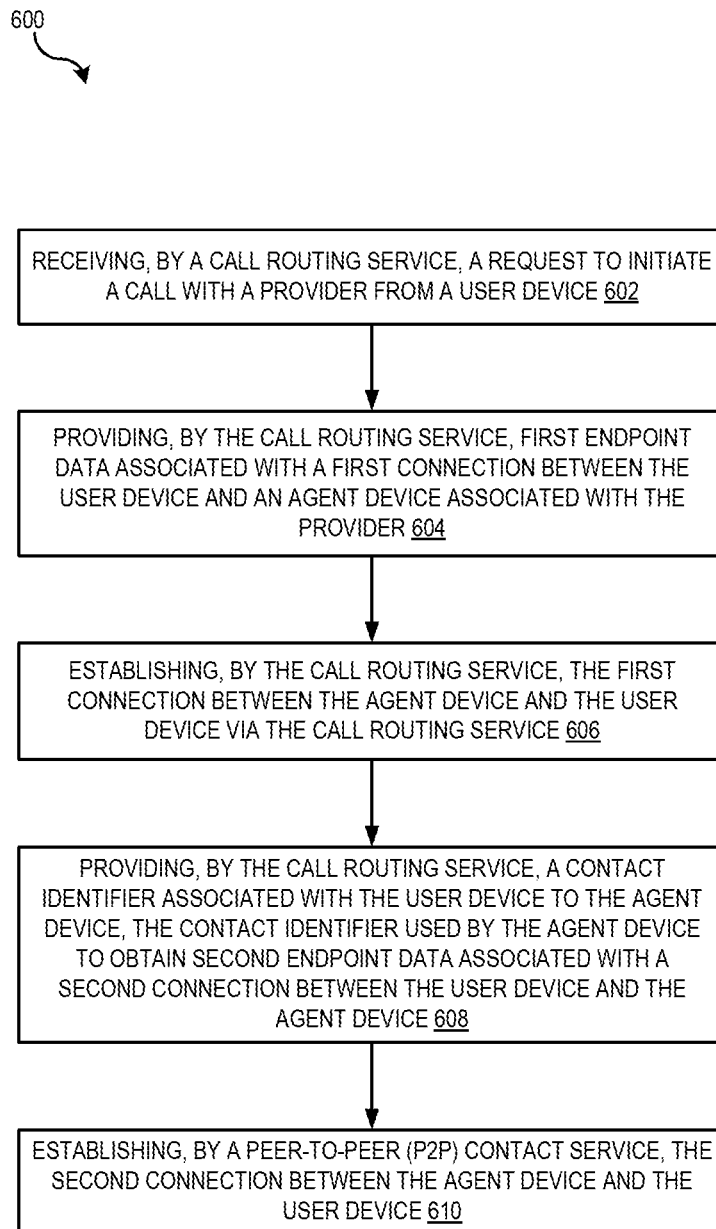 600
RECEIVING, BY A CALL ROUTING SERVICE, A REQUEST TO INITIATE
A CALL WITH A PROVIDER FROM A USER DEVICE 602
PROVIDING, BY THE CALL ROUTING SERVICE, FIRST ENDPOINT
DATA ASSOCIATED WITH A FIRST CONNECTION BETWEEN THE
USER DEVICE AND AN AGENT DEVICE ASSOCIATED WITH THE
PROVIDER 604
ESTABLISHING, BY THE CALL ROUTING SERVICE, THE FIRST
CONNECTION BETWEEN THE AGENT DEVICE AND THE USER
DEVICE VIA THE CALL ROUTING SERVICE 606
PROVIDING, BY THE CALL ROUTING SERVICE, A CONTACT
IDENTIFIER ASSOCIATED WITH THE USER DEVICE TO THE AGENT
DEVICE, THE CONTACT IDENTIFIER USED BY THE AGENT DEVICE
TO OBTAIN SECOND ENDPOINT DATA ASSOCIATED WITH A
SECOND CONNECTION BETWEEN THE USER DEVICE AND THE
AGENT DEVICE 608
ESTABLISHING, BY A PEER-TO-PEER (P2P) CONTACT SERVICE, THE
SECOND CONNECTION BETWEEN THE AGENT DEVICE AND THE
USER DEVICE 610